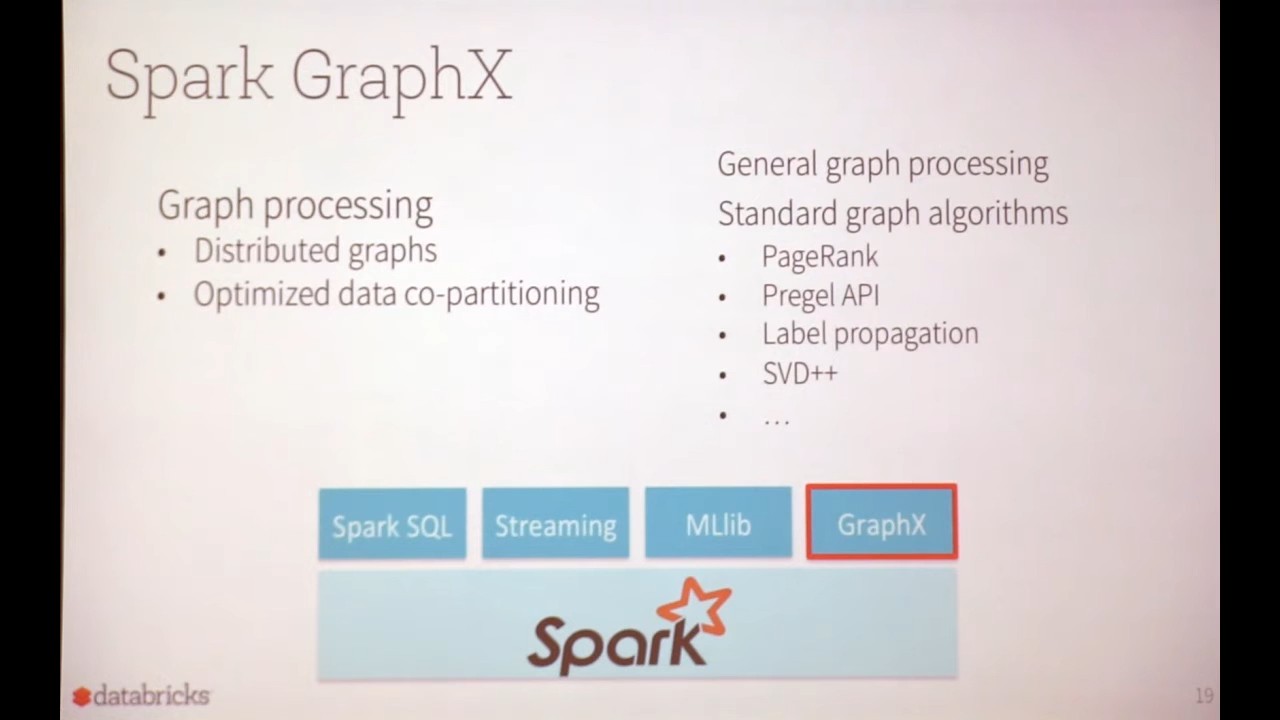 Spark GraphX
Graph processing
• Distributed graphs
• Optimized data co-partitioning
General graph processing
Standard graph algorithms
• PageRank
• Pregel API
• Label propagation
• SVD++
• ...
Spark SQL
Streaming
MLlib
GraphX
Spark
databricks
19